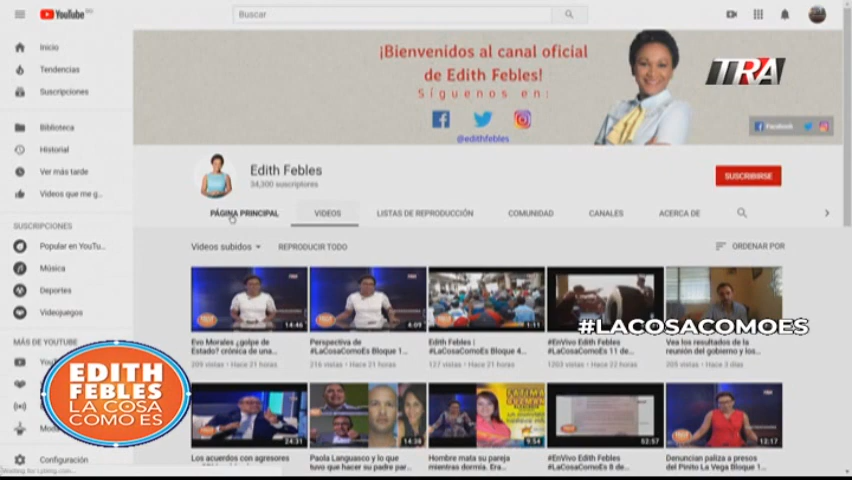 YouTube DO
Buscar
Inicio
Tendencias
Suscripciones
Biblioteca
Historial
Ver más tarde
Videos que me g...
SUSCRIPCIONES
Popular en YouTu...
Música
Deportes
Videojuegos
MÁS DE YOUTUBE
Configuración
¡Bienvenidos al canal oficial
de Edith Febles!
Síguenos en:
@edithfebles
TRA
Facebook
Edith Febles
34,300 suscriptores
SUSCRIBIRSE
PÁGINA PRINCIPAL
VIDEOS
LISTAS DE REPRODUCCIÓN
COMUNIDAD
CANALES
ACERCA DE
Videos subidos
REPRODUCIR TODO
ORDENAR POR
14:46
4:09
1:11
Evo Morales ¿golpe de
Estado? crónica de una...
209 vistas • Hace 21 horas
Perspectiva de
#LaCosaComoEs Bloque 1...
216 vistas • Hace 21 horas
Edith Febles |
#LaCosaComoEs Bloque 4...
127 vistas • Hace 21 horas
#EnVivo Edith Febles
#LaCosaComoEs 11 de...
1203 vistas • Hace 22 horas
Vea los resultados de la
reunión del gobierno y los...
309 vistas • Hace 3 días
#LACOSACOMOES
24:31
14:38
FATIMA
GUZMAN
9:54
52:57
12:17
Los acuerdos con agresores
Paola Languasco y lo
que tuvo que hacer su padre par...
Hombre mata su pareja
mientras dormía. Era...
#EnVivo Edith Febles
#LaCosaComoEs 8 de...
Denuncian paliza a presos
del Pinito La Vega Bloque...
EDITH
FEBLES
LA COSA
COMO ES